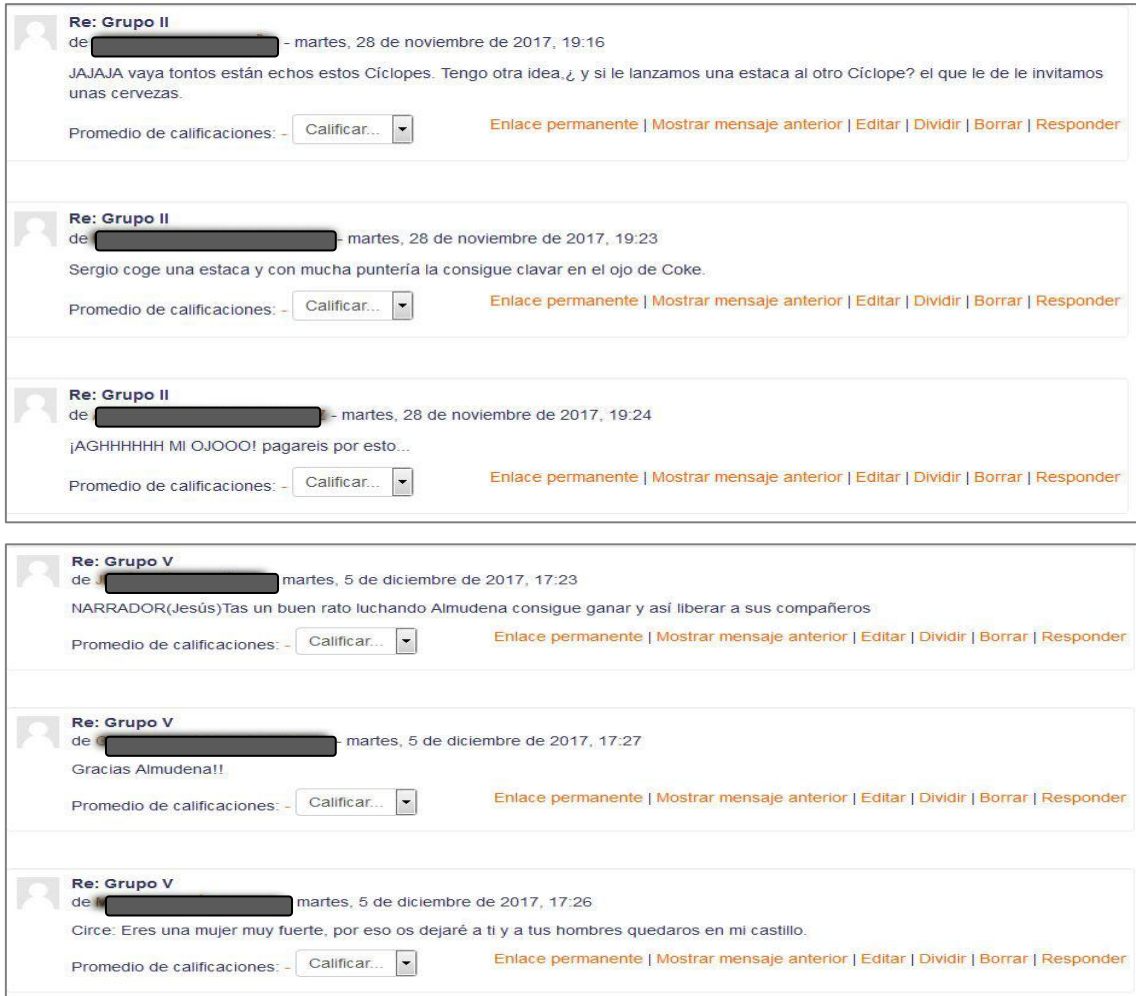 Re: Grupo II
de - martes, 28 de noviembre de 2017, 19:16
JAJAJA vaya tontos están echos estos Cíclopes. Tengo otra idea,¿ y si le lanzamos una estaca al otro Cíclope? el que le de le invitamos
unas cervezas.
Promedio de calificaciones: - Calificar... Enlace permanente | Mostrar mensaje anterior | Editar | Dividir | Borrar | Responder
Re: Grupo II
de - martes, 28 de noviembre de 2017, 19:23
Sergio coge una estaca y con mucha puntería la consigue clavar en el ojo de Coke.
Promedio de calificaciones: - Calificar... Enlace permanente | Mostrar mensaje anterior | Editar | Dividir | Borrar | Responder
Re: Grupo II
de - martes, 28 de noviembre de 2017, 19:24
¡AGHHHHHH MI OJOOO! pagareis por esto...
Promedio de calificaciones: - Calificar... Enlace permanente | Mostrar mensaje anterior | Editar | Dividir | Borrar | Responder
Re: Grupo V
de J martes, 5 de diciembre de 2017, 17:23
NARRADOR(Jesús)Tas un buen rato luchando Almudena consigue ganar y así liberar a sus compañeros
Promedio de calificaciones: - Calificar... Enlace permanente | Mostrar mensaje anterior | Editar | Dividir | Borrar | Responder
Re: Grupo V
de - martes, 5 de diciembre de 2017, 17:27
Gracias Almudena!!
Promedio de calificaciones: - Calificar... Enlace permanente | Mostrar mensaje anterior | Editar | Dividir | Borrar | Responder
Re: Grupo V
de martes, 5 de diciembre de 2017, 17:26
Circe: Eres una mujer muy fuerte, por eso os dejaré a ti y a tus hombres quedaros en mi castillo.
Promedio de calificaciones: - Calificar... Enlace permanente | Mostrar mensaje anterior | Editar | Dividir | Borrar | Responder